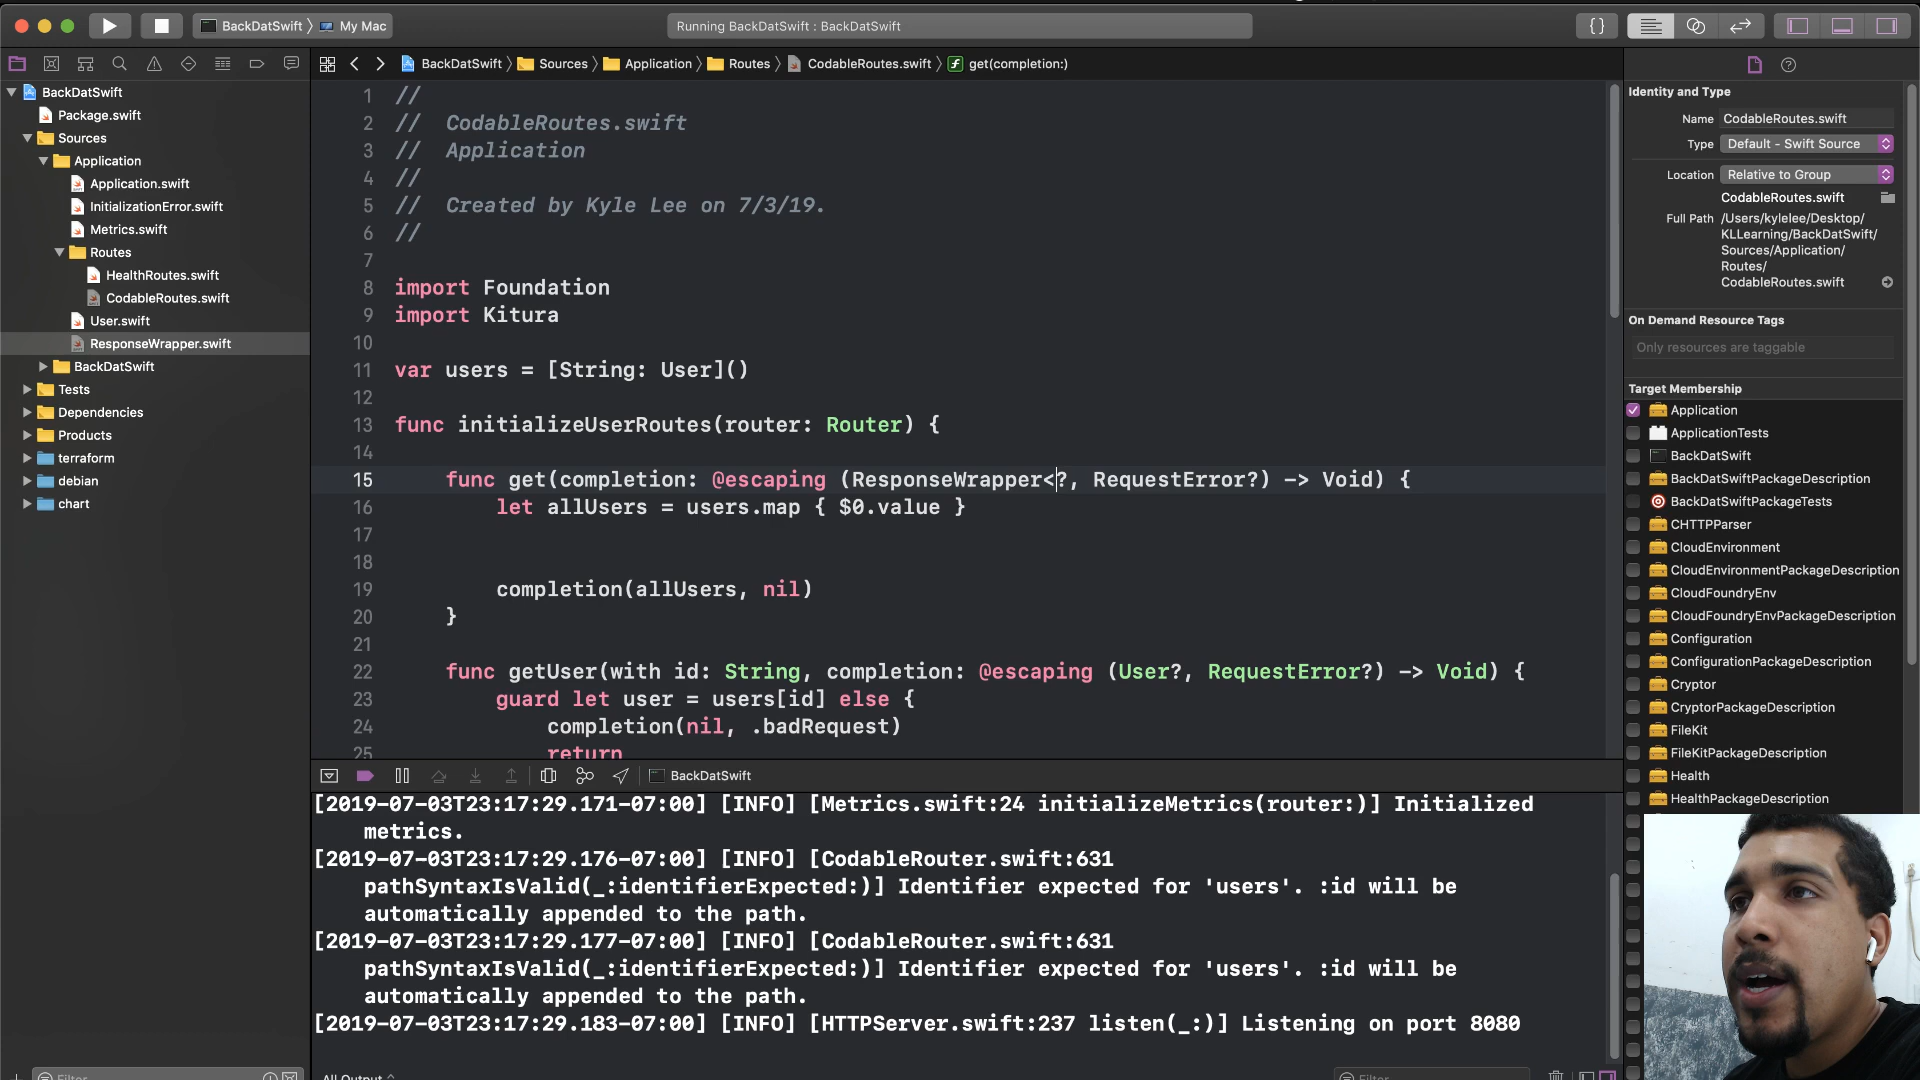 BackDatSwift
My Mac
Running BackDatSwift : BackDatSwift
{}
BackDatSwift
Sources
Application
Routes
CodableRoutes.swift
get(completion:)
BackDatSwift
Package.swift
Sources
Application
Application.swift
InitializationError.swift
Metrics.swift
Routes
HealthRoutes.swift
CodableRoutes.swift
User.swift
ResponseWrapper.swift
BackDatSwift
Tests
Dependencies
Products
terraform
debian
chart
Filter
1 //
2 //  CodableRoutes.swift
3 //  Application
4 //
5 //  Created by Kyle Lee on 7/3/19.
6 //
7
8 import Foundation
9 import Kitura
10
11 var users = [String: User]()
12
13 func initializeUserRoutes(router: Router) {
14
15     func get(completion: @escaping (ResponseWrapper<?, RequestError?) -> Void) {
16         let allUsers = users.map { $0.value }
17
18
19         completion(allUsers, nil)
20     }
21
22     func getUser(with id: String, completion: @escaping (User?, RequestError?) -> Void) {
23         guard let user = users[id] else {
24             completion(nil, .badRequest)
25             return
BackDatSwift
[2019-07-03T23:17:29.171-07:00] [INFO] [Metrics.swift:24 initializeMetrics(router:)] Initialized
metrics.
[2019-07-03T23:17:29.176-07:00] [INFO] [CodableRouter.swift:631
pathSyntaxIsValid(_:identifierExpected:)] Identifier expected for 'users'. :id will be
automatically appended to the path.
[2019-07-03T23:17:29.177-07:00] [INFO] [CodableRouter.swift:631
pathSyntaxIsValid(_:identifierExpected:)] Identifier expected for 'users'. :id will be
automatically appended to the path.
[2019-07-03T23:17:29.183-07:00] [INFO] [HTTPServer.swift:237 listen(_:)] Listening on port 8080
All Output
Filter
Identity and Type
Name CodableRoutes.swift
Type Default - Swift Source
Location Relative to Group
CodableRoutes.swift
Full Path /Users/kylelee/Desktop/
KLLearning/BackDatSwift/
Sources/Application/
Routes/
CodableRoutes.swift
On Demand Resource Tags
Only resources are taggable
Target Membership
Application
ApplicationTests
BackDatSwift
BackDatSwiftPackageDescription
BackDatSwiftPackageTests
CHTTPParser
CloudEnvironment
CloudEnvironmentPackageDescription
CloudFoundryEnv
CloudFoundryEnvPackageDescription
Configuration
ConfigurationPackageDescription
Cryptor
CryptorPackageDescription
FileKit
FileKitPackageDescription
Health
HealthPackageDescription